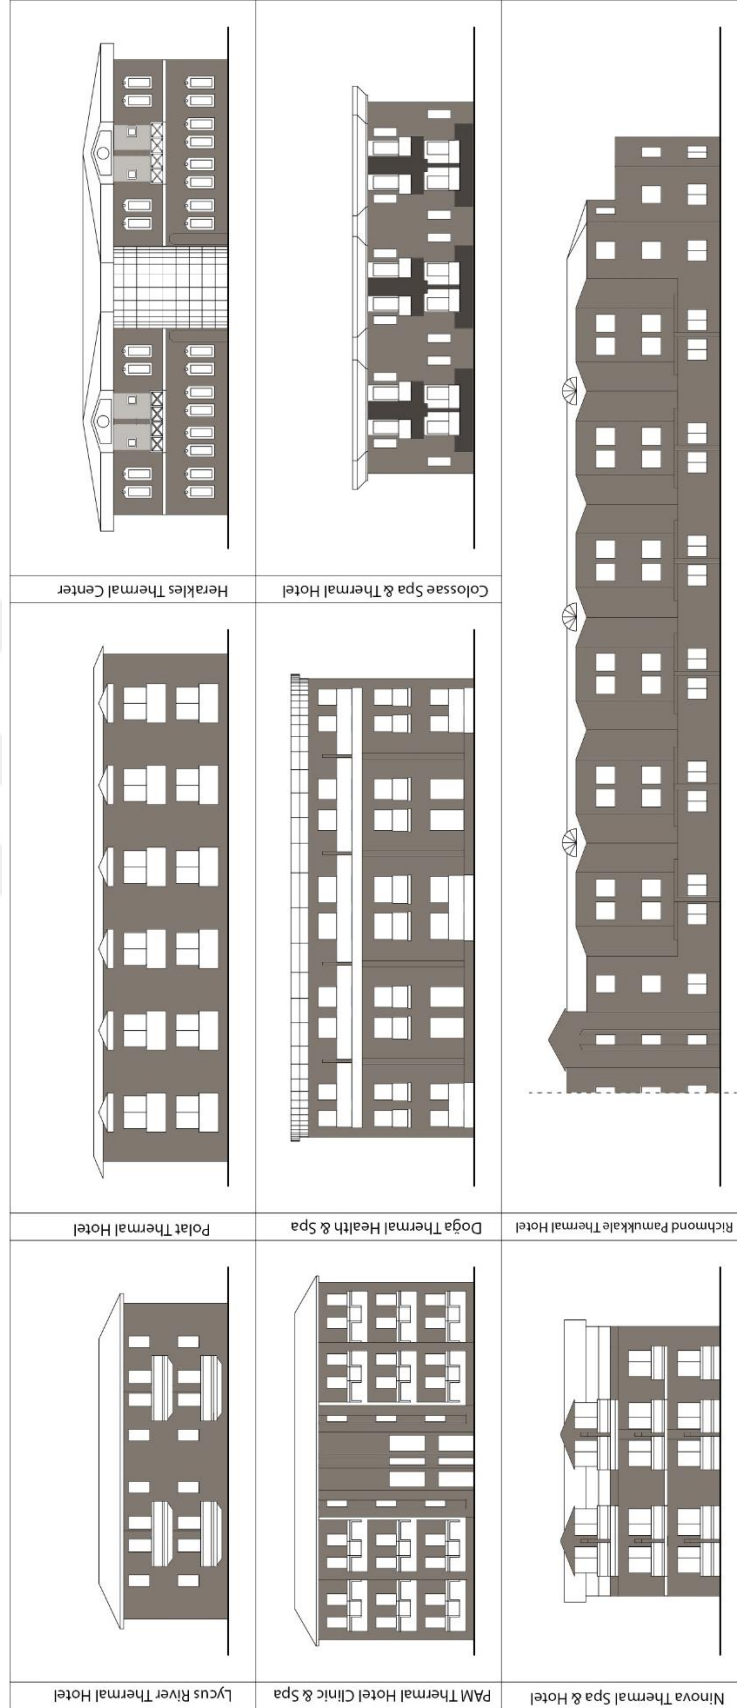 Ninova Thermal Spa & Hotel
PAM Thermal Hotel Clinic & Spa
Lycus River Thermal Hotel
Richmond Pamukkale Thermal Hotel
Doğa Thermal Health & Spa
Polat Thermal Hotel
Colossae Spa & Thermal Hotel
Herakles Thermal Center